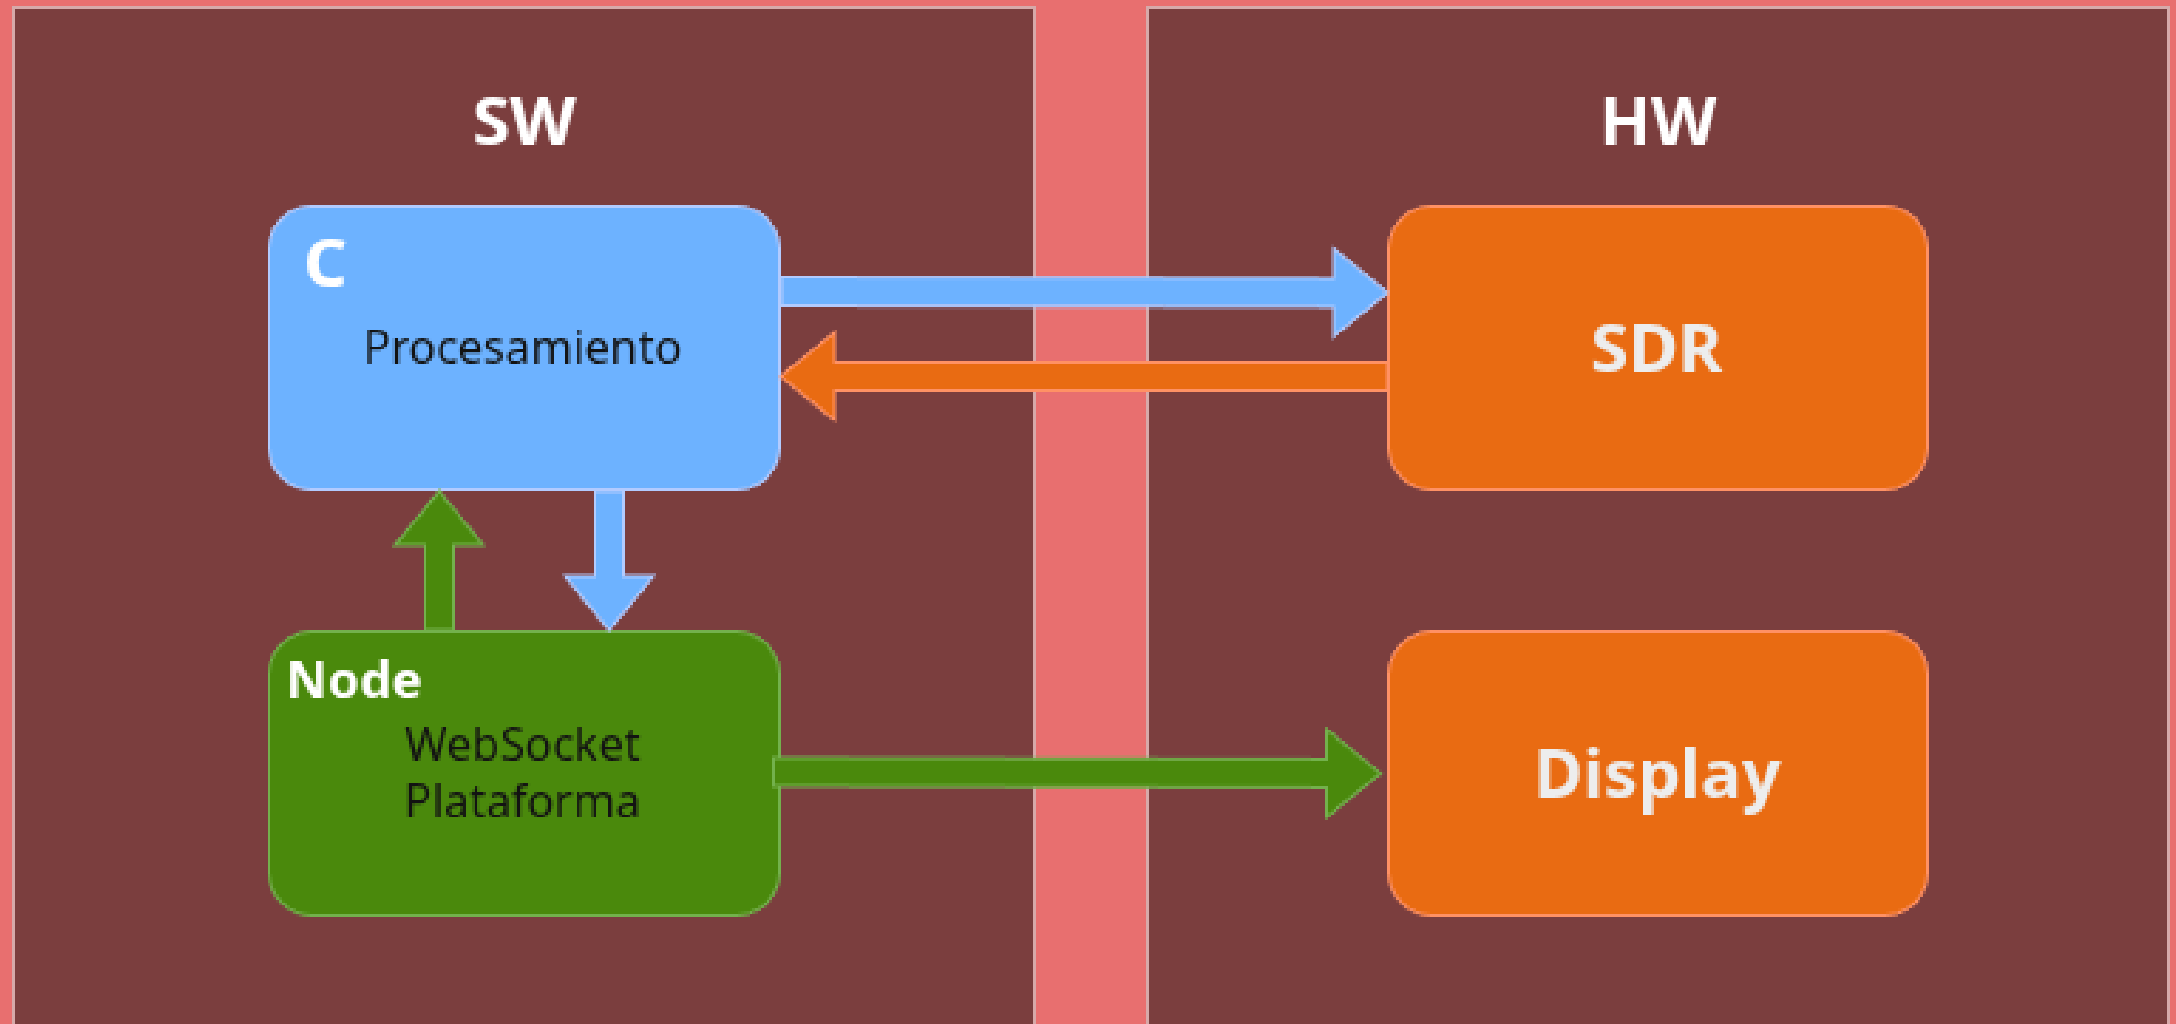 SW
HW
C
Procesamiento
SDR
Node
WebSocket
Plataforma
Display